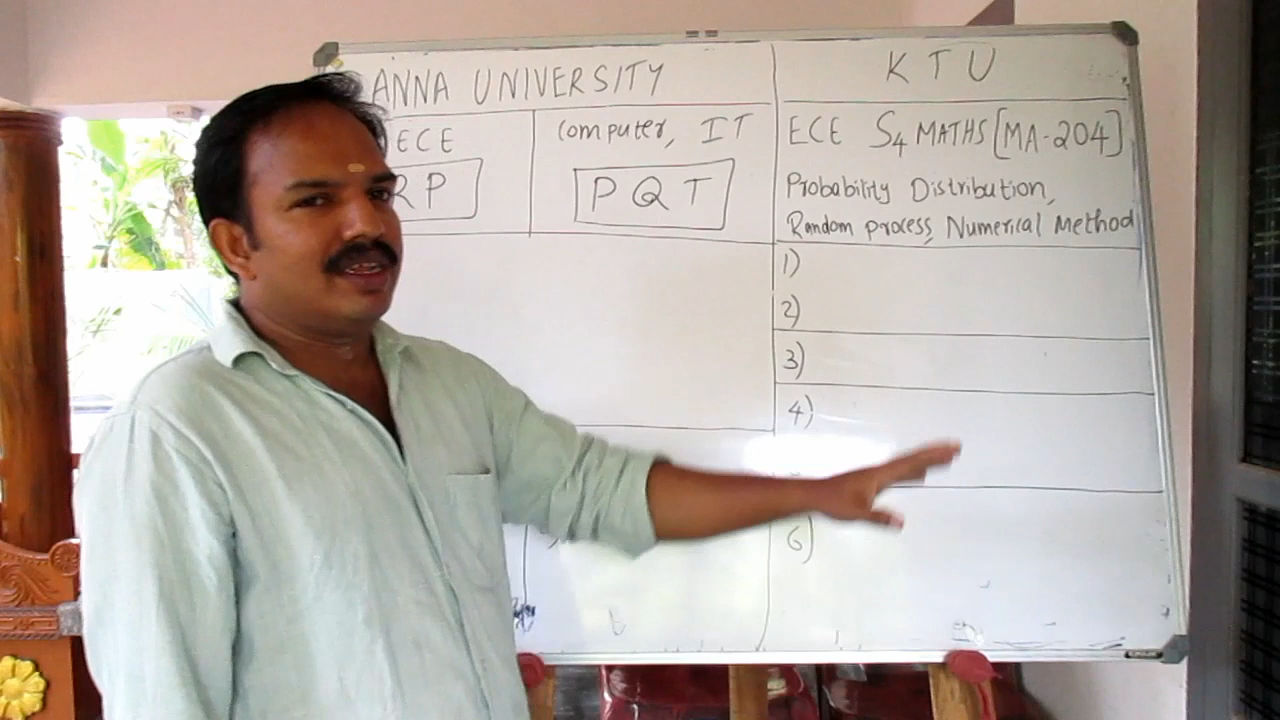 ANNA UNIVERSITY
ECE
RP
Computer, IT
PQT
KTU
ECE S4 MATHS [MA-204]
Probability Distribution,
Random process, Numerical Method
1)
2)
3)
4)
6)